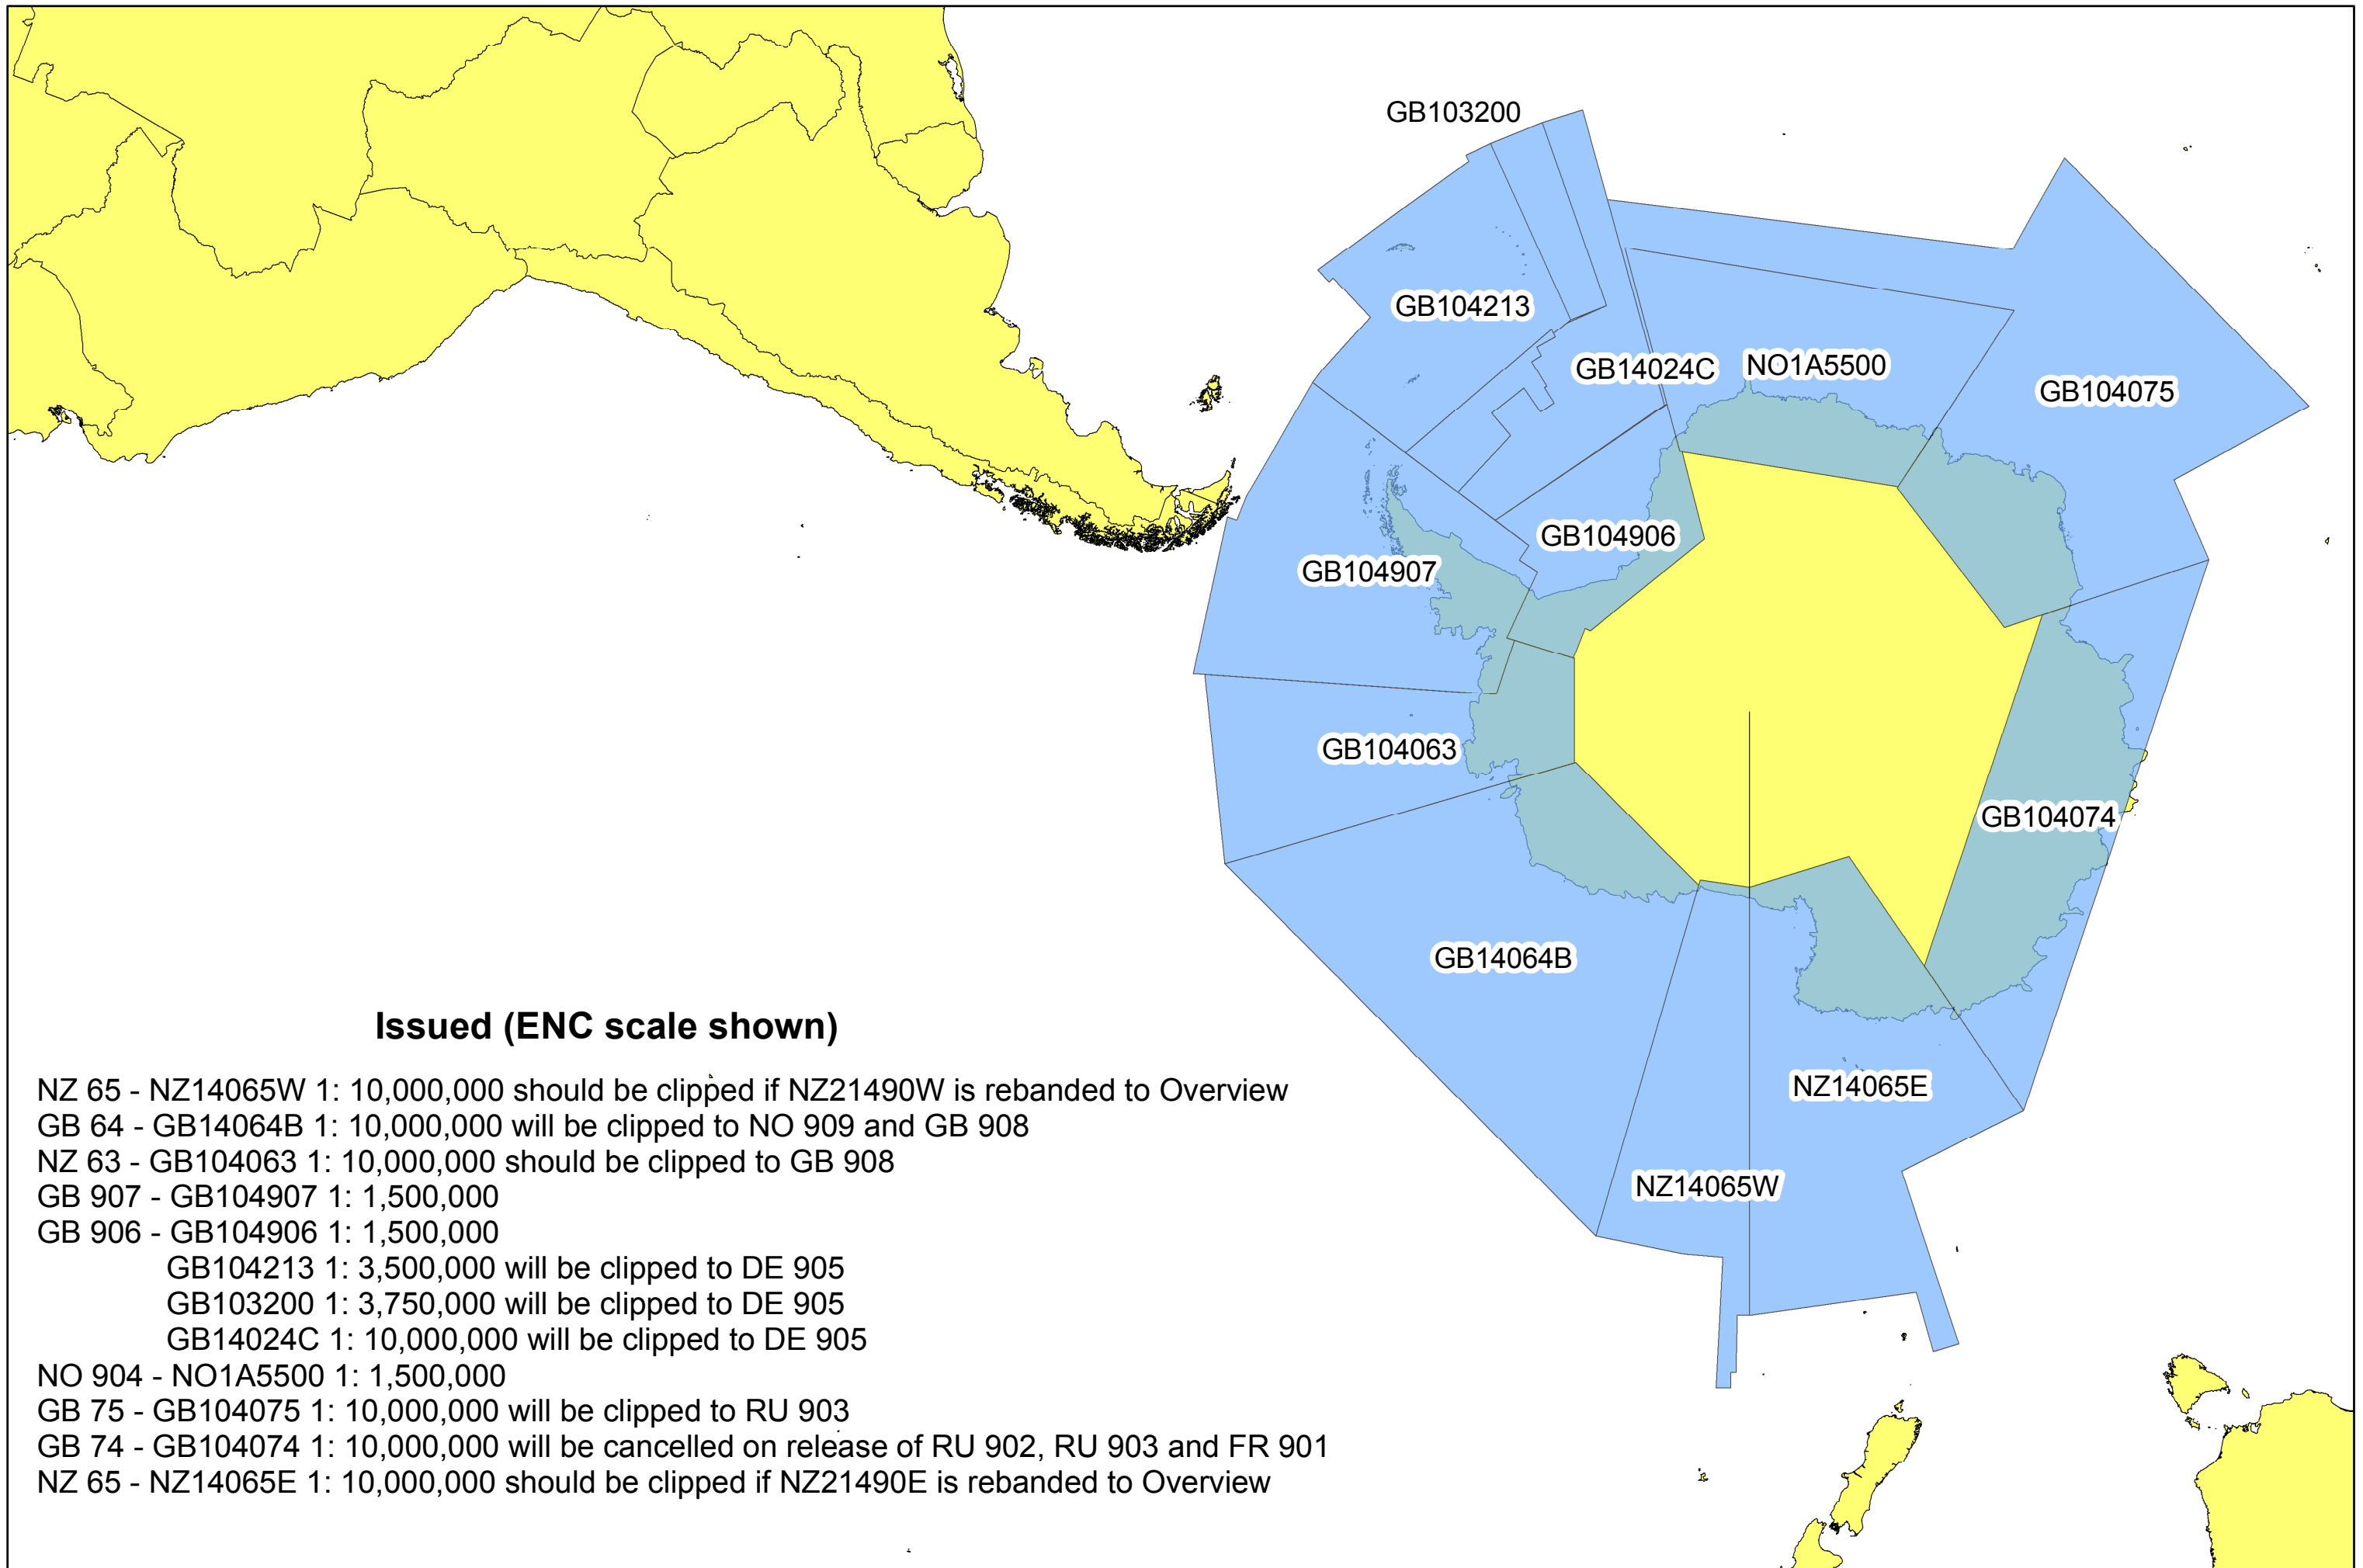 GB103200
GB104213
GB14024C
NO1A5500
GB104075
GB104906
GB104907
GB104063
GB104074
GB14064B
NZ14065E
NZ14065W
Issued (ENC scale shown)
NZ 65 - NZ14065W 1: 10,000,000 should be clipped if NZ21490W is rebanded to Overview
GB 64 - GB14064B 1: 10,000,000 will be clipped to NO 909 and GB 908
NZ 63 - GB104063 1: 10,000,000 should be clipped to GB 908
GB 907 - GB104907 1: 1,500,000
GB 906 - GB104906 1: 1,500,000
GB104213 1: 3,500,000 will be clipped to DE 905
GB103200 1: 3,750,000 will be clipped to DE 905
GB14024C 1: 10,000,000 will be clipped to DE 905
NO 904 - NO1A5500 1: 1,500,000
GB 75 - GB104075 1: 10,000,000 will be clipped to RU 903
GB 74 - GB104074 1: 10,000,000 will be cancelled on release of RU 902, RU 903 and FR 901
NZ 65 - NZ14065E 1: 10,000,000 should be clipped if NZ21490E is rebanded to Overview